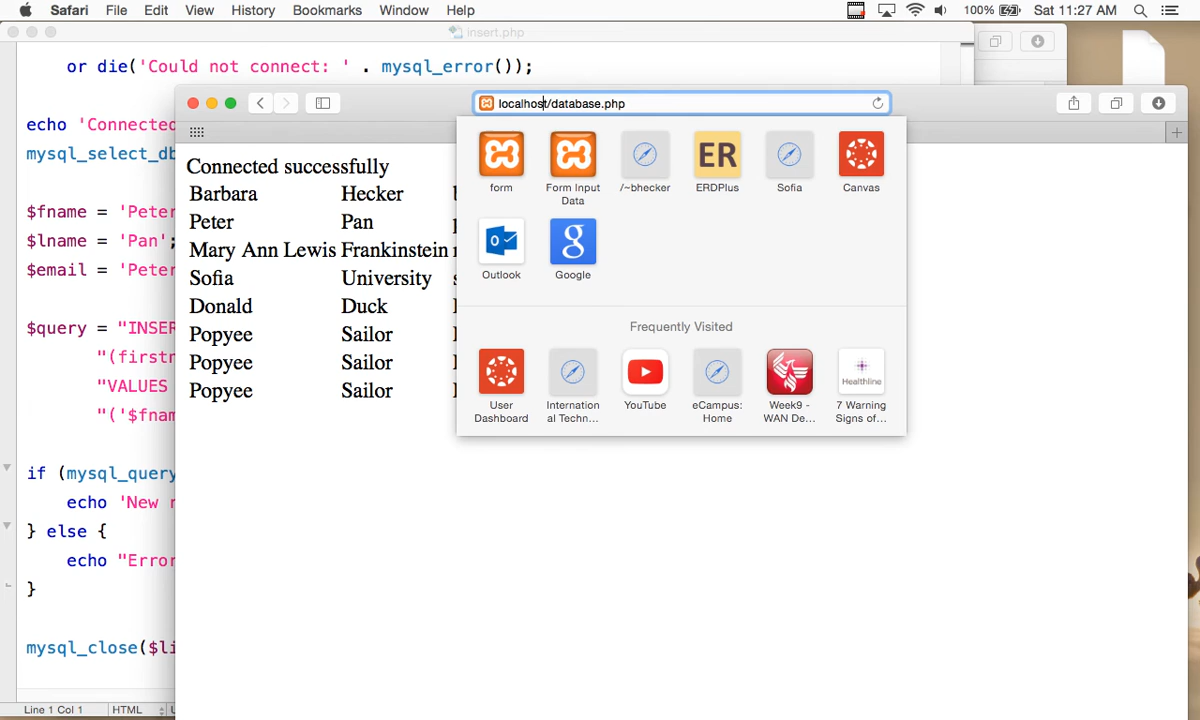 Safari File Edit View History Bookmarks Window Help 100% Sat 11:27 AM
insert.php
or die('Could not connect: ' . mysql_error());
localhost/database.php
echo 'Connected
mysql_select_db
$fname = 'Peter
$lname = 'Pan';
$email = 'Peter
$query = "INSER
"(firstn
"VALUES
"('$fnam
if (mysql_query
echo 'New r
} else {
echo "Error
}
mysql_close($li
Line 1 Col 1 HTML
Connected successfully
Barbara Hecker
Peter Pan
Mary Ann Lewis Frankinstein
Sofia University
Donald Duck
Popyee Sailor
Popyee Sailor
Popyee Sailor
ER
form Form Input /~bhecker ERDPlus Sofia Canvas
Data
g
Outlook Google
Frequently Visited
Healthline
User Internation YouTube eCampus: Week9 - 7 Warning
Dashboard al Techn... Home WAN De... Signs of...